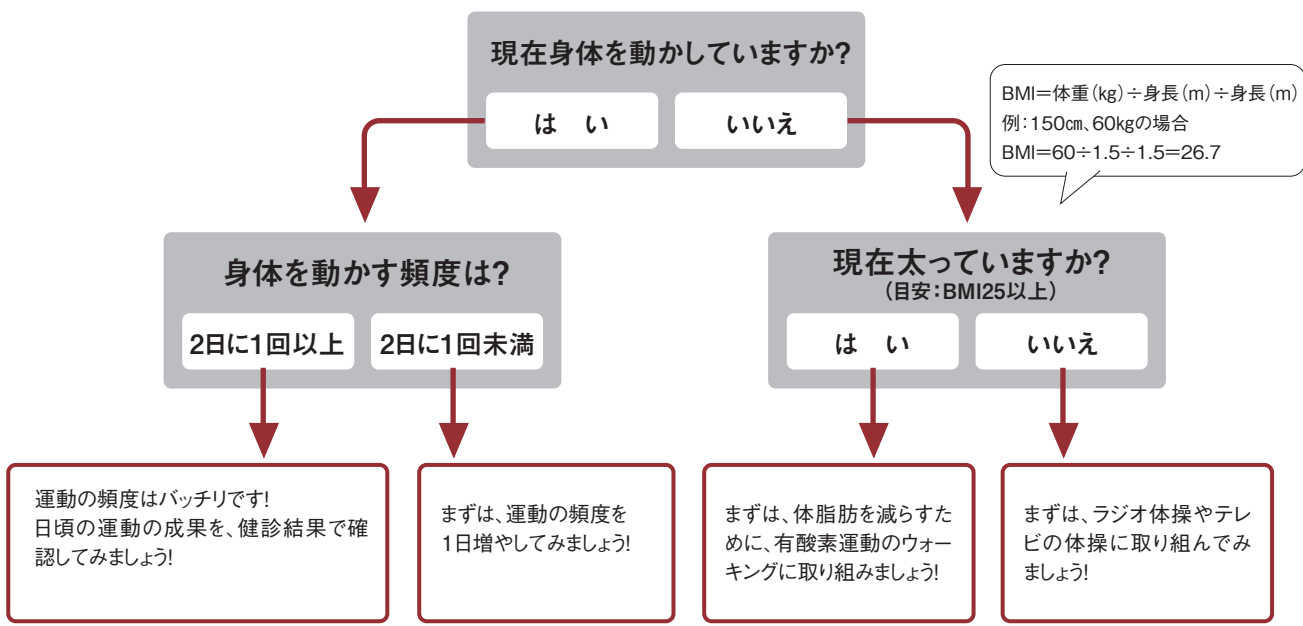 現在身体を動かしていますか?
は い
いいえ
BMI=体重(kg)÷身長(m)÷身長(m)
例:150㎝、60kgの場合
BMI=60÷1.5÷1.5=26.7
身体を動かす頻度は?
2日に1回以上
2日に1回未満
現在太っていますか?
(目安:BMI25以上)
は い
いいえ
運動の頻度はバッチリです!
日頃の運動の成果を、健診結果で確
認してみましょう!
まずは、運動の頻度を
1日増やしてみましょう!
まずは、体脂肪を減らすた
めに、有酸素運動のウォー
キングに取り組みましょう!
まずは、ラジオ体操やテレ
ビの体操に取り組んでみ
ましょう!